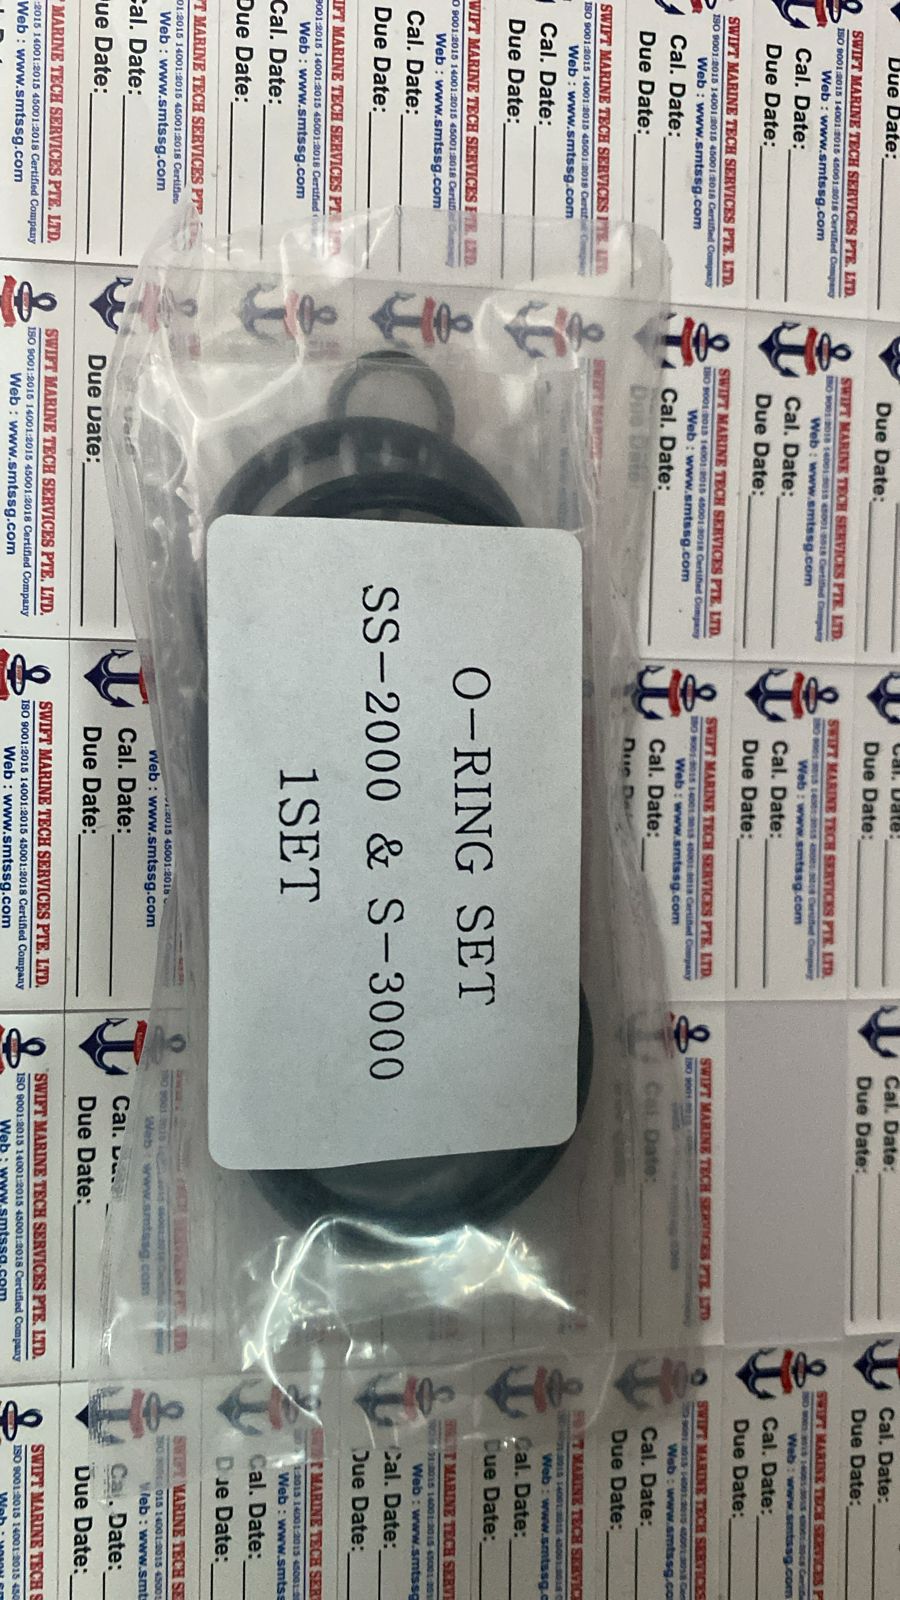 O-RING SET
SS-2000 & S-3000
1SET
SWIFT MARINE TECH SERVICES PTE. LTD.
ISO 9001:2015 14001:2015 45001:2018 Certified Company
Web : www.smtssg.com
Cal. Date:
Due Date: